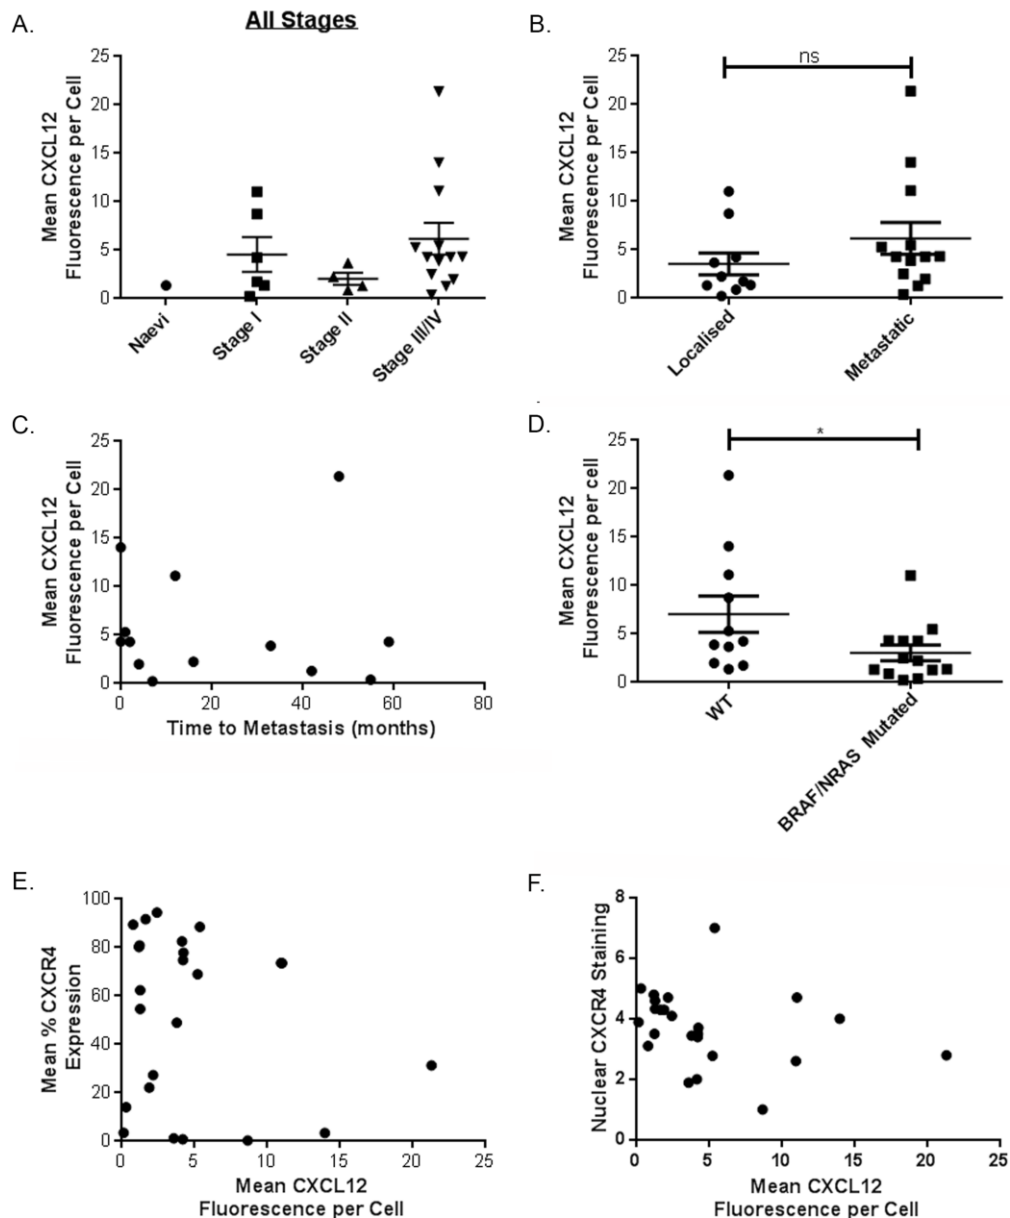 A.
All Stages
Mean CXCL12
Fluorescence per Cell
25
20
15
10
5
0
Naevi
Stage I
Stage II
Stage III/IV
B.
Mean CXCL12
Fluorescence per Cell
25
20
15
10
5
0
ns
Localised
Metastatic
C.
Mean CXCL12
Fluorescence per Cell
25
20
15
10
5
0
0 20 40 60 80
Time to Metastasis (months)
D.
Mean CXCL12
Fluorescence per cell
25
20
15
10
5
0
*
WT
BRAF/NRAS Mutated
E.
Mean % CXCR4
Expression
100
80
60
40
20
0
0 5 10 15 20 25
Mean CXCL12
Fluorescence per Cell
F.
Nuclear CXCR4 Staining
8
6
4
2
0
0 5 10 15 20 25
Mean CXCL12
Fluorescence per Cell